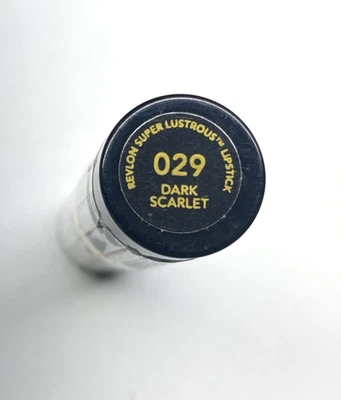 REVLON SUPER LUSTROUS™ LIPSTICK
029
DARK
SCARLET